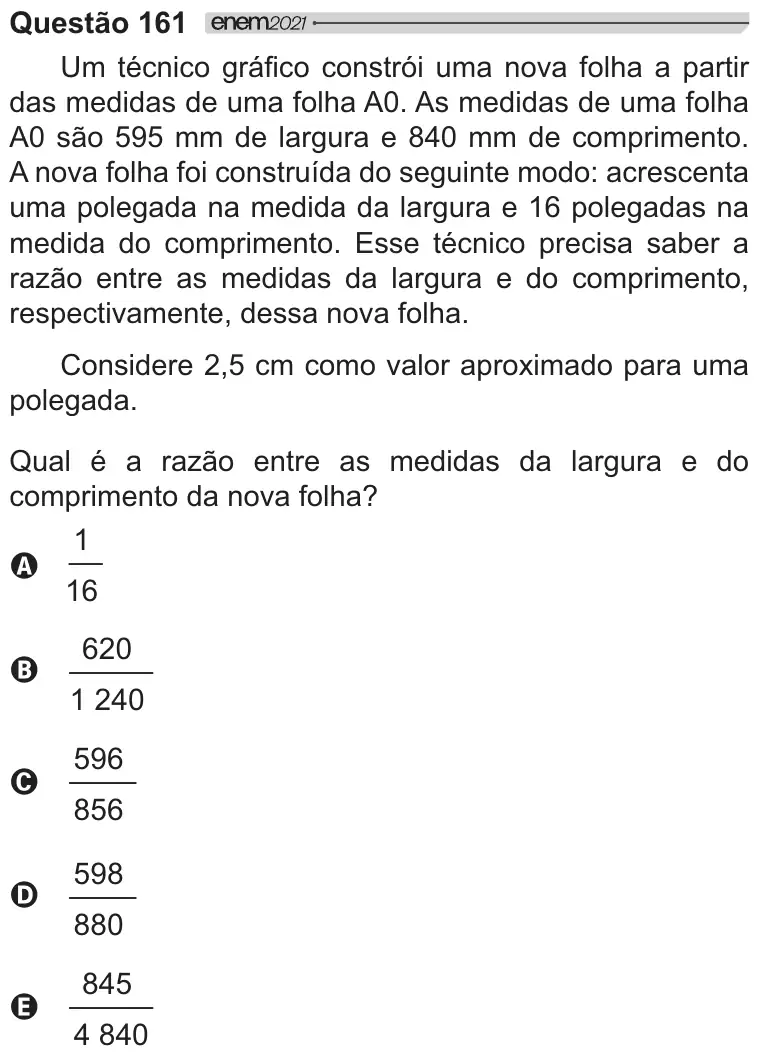 Questão 161 enem2021
Um técnico gráfico constrói uma nova folha a partir
das medidas de uma folha A0. As medidas de uma folha
A0 são 595 mm de largura e 840 mm de comprimento.
A nova folha foi construída do seguinte modo: acrescenta
uma polegada na medida da largura e 16 polegadas na
medida do comprimento. Esse técnico precisa saber a
razão entre as medidas da largura e do comprimento,
respectivamente, dessa nova folha.
Considere 2,5 cm como valor aproximado para uma
polegada.
Qual é a razão entre as medidas da largura e do
comprimento da nova folha?
A
1
16
B
620
1 240
C
596
856
D
598
880
E
845
4 840